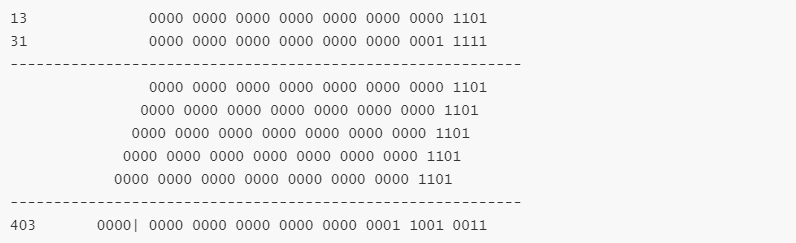 13              0000 0000 0000 0000 0000 0000 0000 1101
31              0000 0000 0000 0000 0000 0000 0001 1111
-----------------------------------------------------------
                0000 0000 0000 0000 0000 0000 0000 1101
               0000 0000 0000 0000 0000 0000 0000 1101
              0000 0000 0000 0000 0000 0000 0000 1101
             0000 0000 0000 0000 0000 0000 0000 1101
            0000 0000 0000 0000 0000 0000 0000 1101
-----------------------------------------------------------
403       0000| 0000 0000 0000 0000 0000 0001 1001 0011